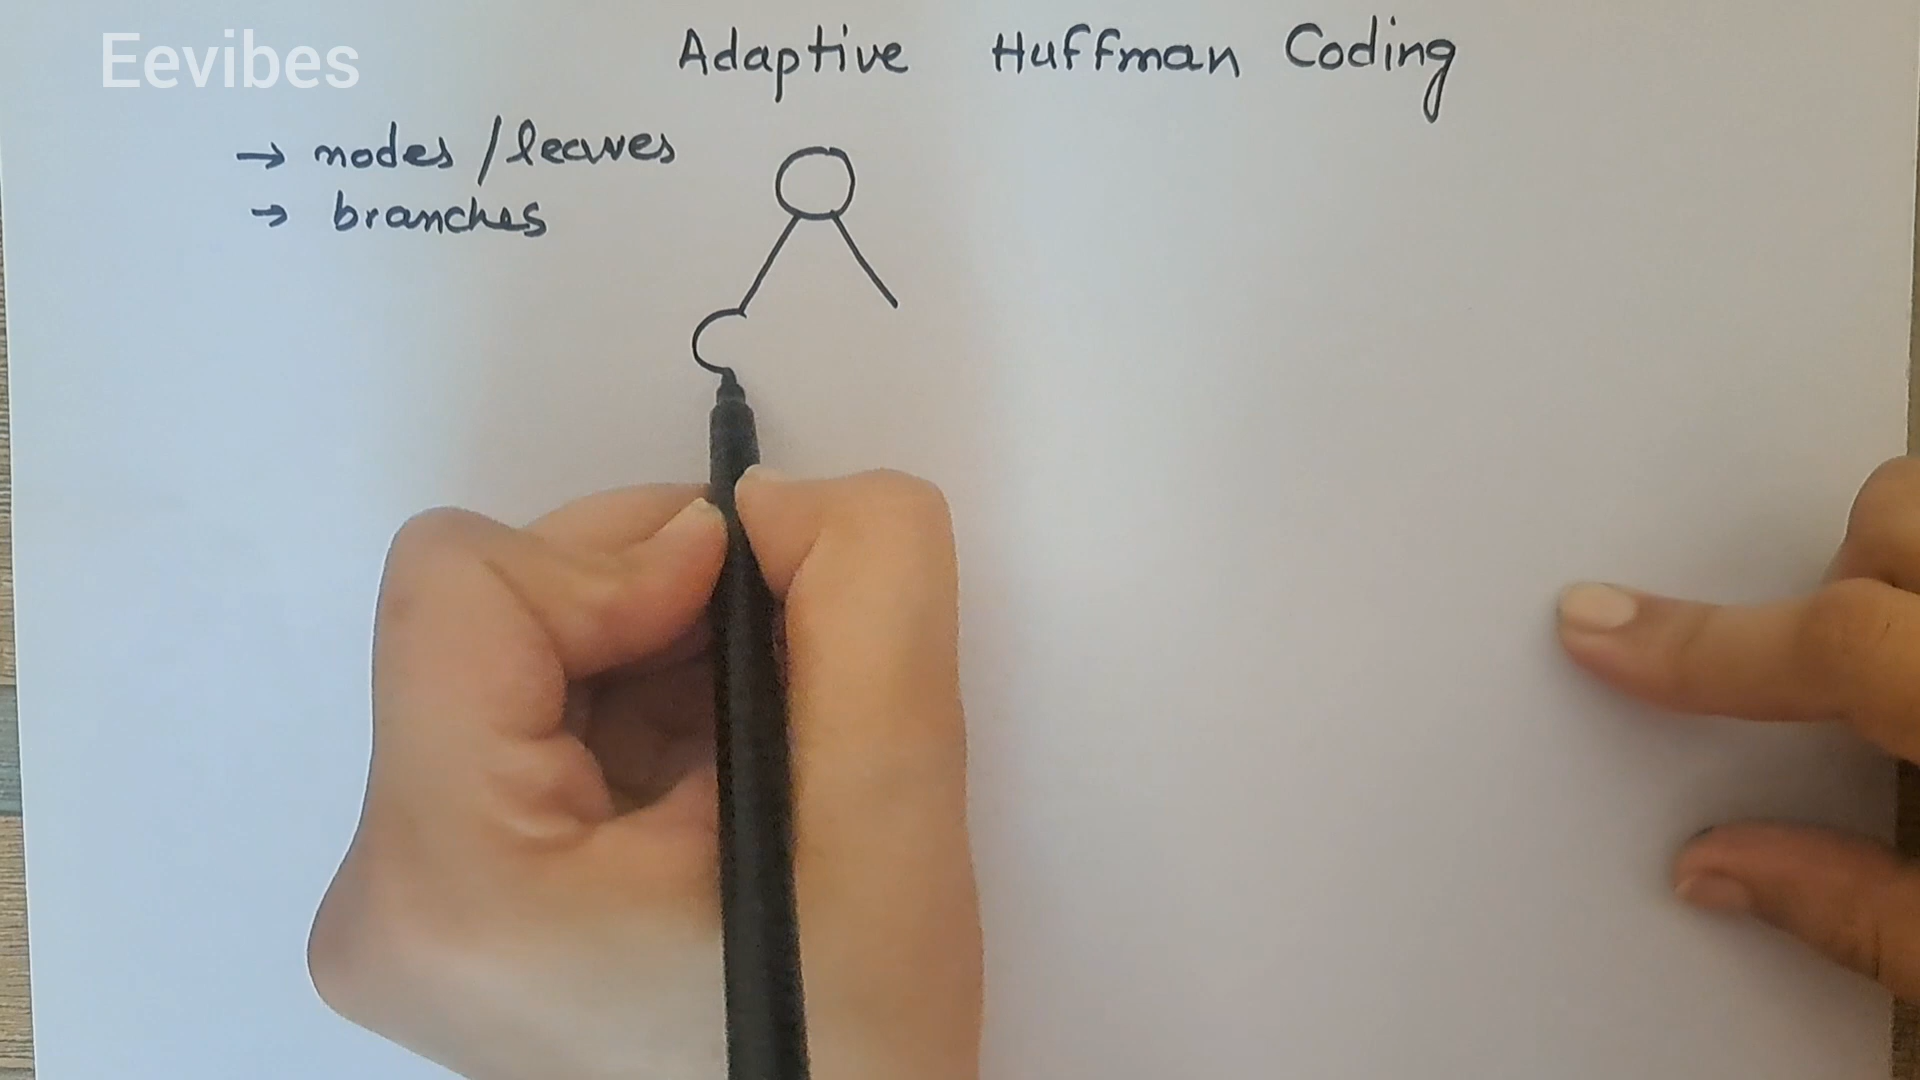 Eevibes
Adaptive Huffman Coding
→ nodes / leaves
→ branches